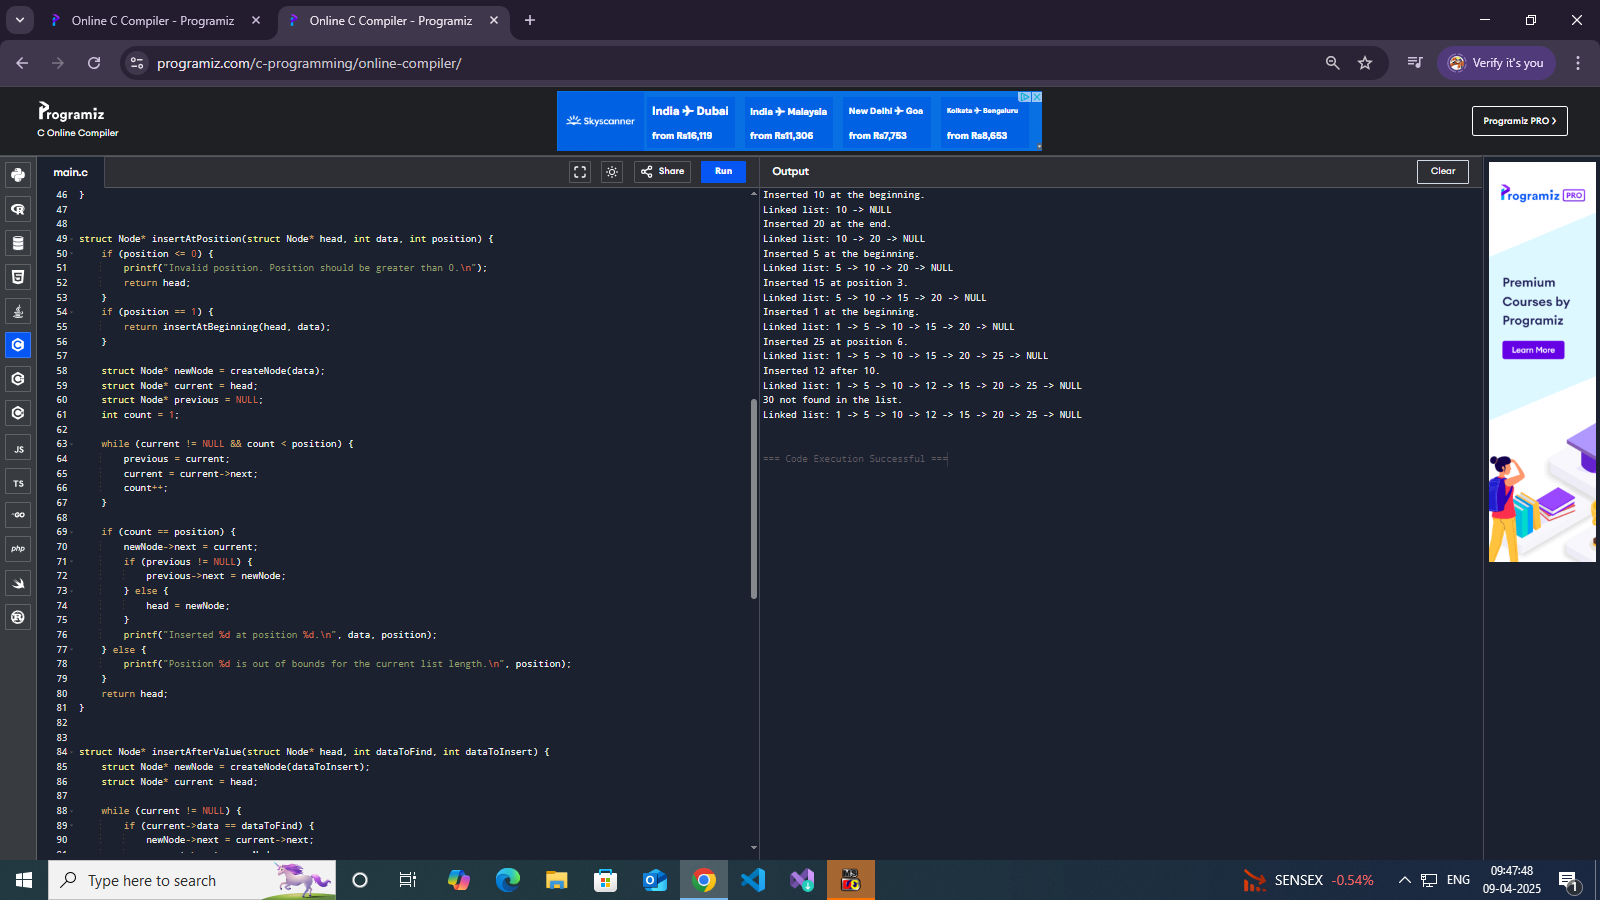 Online C Compiler - Programiz
Online C Compiler - Programiz
programiz.com/c-programming/online-compiler/
Verify it's you
Programiz
C Online Compiler
Skyscanner
India ✈ Dubai
from Rs16,119
India ✈ Malaysia
from Rs11,306
New Delhi ✈ Goa
from Rs7,753
Kolkata ✈ Bengaluru
from Rs8,653
Programiz PRO >
main.c
Share
Run
Output
Clear
46 }
47
48
49 struct Node* insertAtPosition(struct Node* head, int data, int position) {
50 if (position <= 0) {
51 printf("Invalid position. Position should be greater than 0.\n");
52 return head;
53 }
54 if (position == 1) {
55 return insertAtBeginning(head, data);
56 }
57
58 struct Node* newNode = createNode(data);
59 struct Node* current = head;
60 struct Node* previous = NULL;
61 int count = 1;
62
63 while (current != NULL && count < position) {
64 previous = current;
65 current = current->next;
66 count++;
67 }
68
69 if (count == position) {
70 newNode->next = current;
71 if (previous != NULL) {
72 previous->next = newNode;
73 } else {
74 head = newNode;
75 }
76 printf("Inserted %d at position %d.\n", data, position);
77 } else {
78 printf("Position %d is out of bounds for the current list length.\n", position);
79 }
80 return head;
81 }
82
83
84 struct Node* insertAfterValue(struct Node* head, int dataToFind, int dataToInsert) {
85 struct Node* newNode = createNode(dataToInsert);
86 struct Node* current = head;
87
88 while (current != NULL) {
89 if (current->data == dataToFind) {
90 newNode->next = current->next;
Inserted 10 at the beginning.
Linked list: 10 -> NULL
Inserted 20 at the end.
Linked list: 10 -> 20 -> NULL
Inserted 5 at the beginning.
Linked list: 5 -> 10 -> 20 -> NULL
Inserted 15 at position 3.
Linked list: 5 -> 10 -> 15 -> 20 -> NULL
Inserted 1 at the beginning.
Linked list: 1 -> 5 -> 10 -> 15 -> 20 -> NULL
Inserted 25 at position 6.
Linked list: 1 -> 5 -> 10 -> 15 -> 20 -> 25 -> NULL
Inserted 12 after 10.
Linked list: 1 -> 5 -> 10 -> 12 -> 15 -> 20 -> 25 -> NULL
30 not found in the list.
Linked list: 1 -> 5 -> 10 -> 12 -> 15 -> 20 -> 25 -> NULL
=== Code Execution Successful ===
Programiz PRO
Premium
Courses by
Programiz
Learn More
JS
TS
GO
php
Type here to search
SENSEX -0.54%
ENG
09:47:48
09-04-2025
1